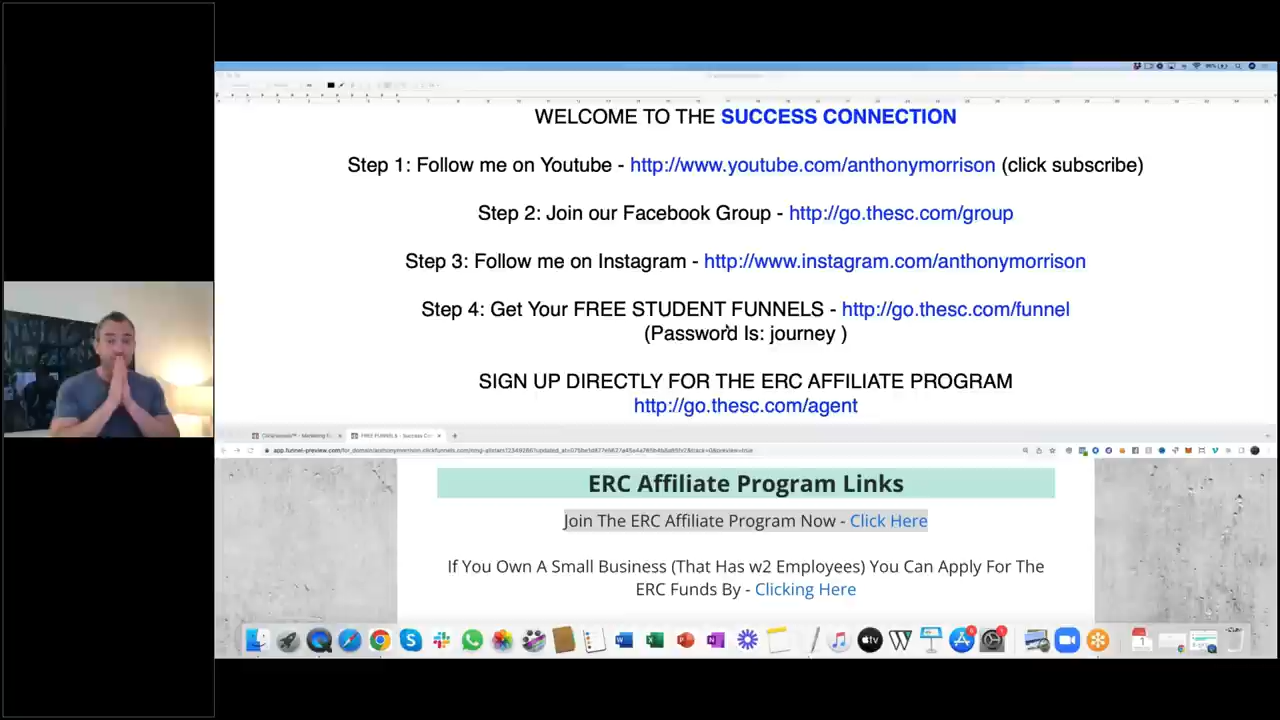 WELCOME TO THE SUCCESS CONNECTION
Step 1: Follow me on Youtube - http://www.youtube.com/anthonymorrison (click subscribe)
Step 2: Join our Facebook Group - http://go.thesc.com/group
Step 3: Follow me on Instagram - http://www.instagram.com/anthonymorrison
Step 4: Get Your FREE STUDENT FUNNELS - http://go.thesc.com/funnel
(Password Is: journey )
SIGN UP DIRECTLY FOR THE ERC AFFILIATE PROGRAM
http://go.thesc.com/agent
FREE FUNNELS - Success Con
ERC Affiliate Program Links
Join The ERC Affiliate Program Now - Click Here
If You Own A Small Business (That Has w2 Employees) You Can Apply For The
ERC Funds By - Clicking Here